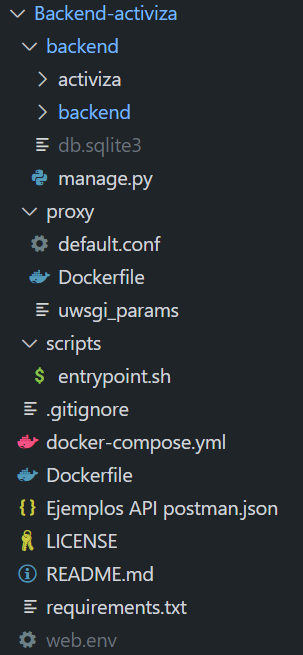 Backend-activiza
backend
activiza
backend
db.sqlite3
manage.py
proxy
default.conf
Dockerfile
uwsgi_params
scripts
entrypoint.sh
.gitignore
docker-compose.yml
Dockerfile
Ejemplos API postman.json
LICENSE
README.md
requirements.txt
web.env